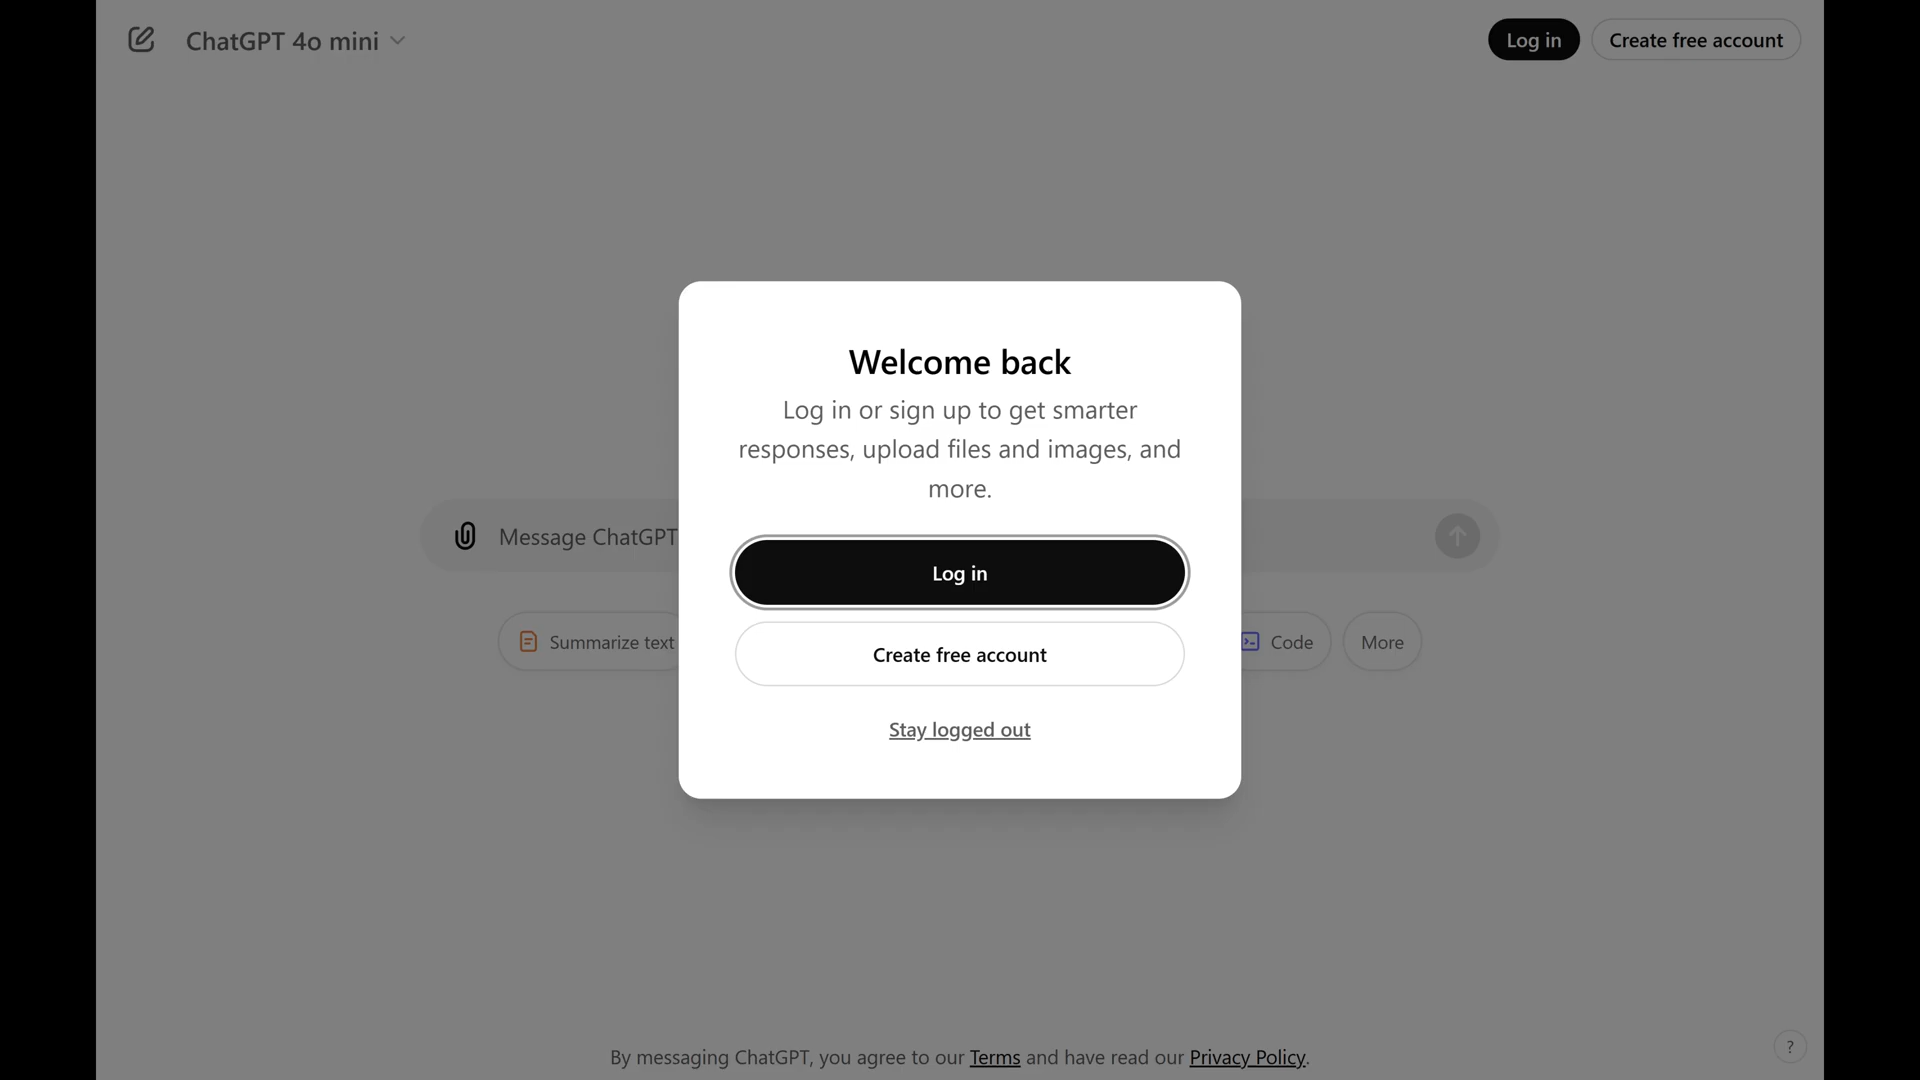 ChatGPT 4o mini
Log in
Create free account
Welcome back
Log in or sign up to get smarter
responses, upload files and images, and
more.
Message ChatGPT
Log in
Summarize text
Create free account
Code
More
Stay logged out
By messaging ChatGPT, you agree to our Terms and have read our Privacy Policy.
?